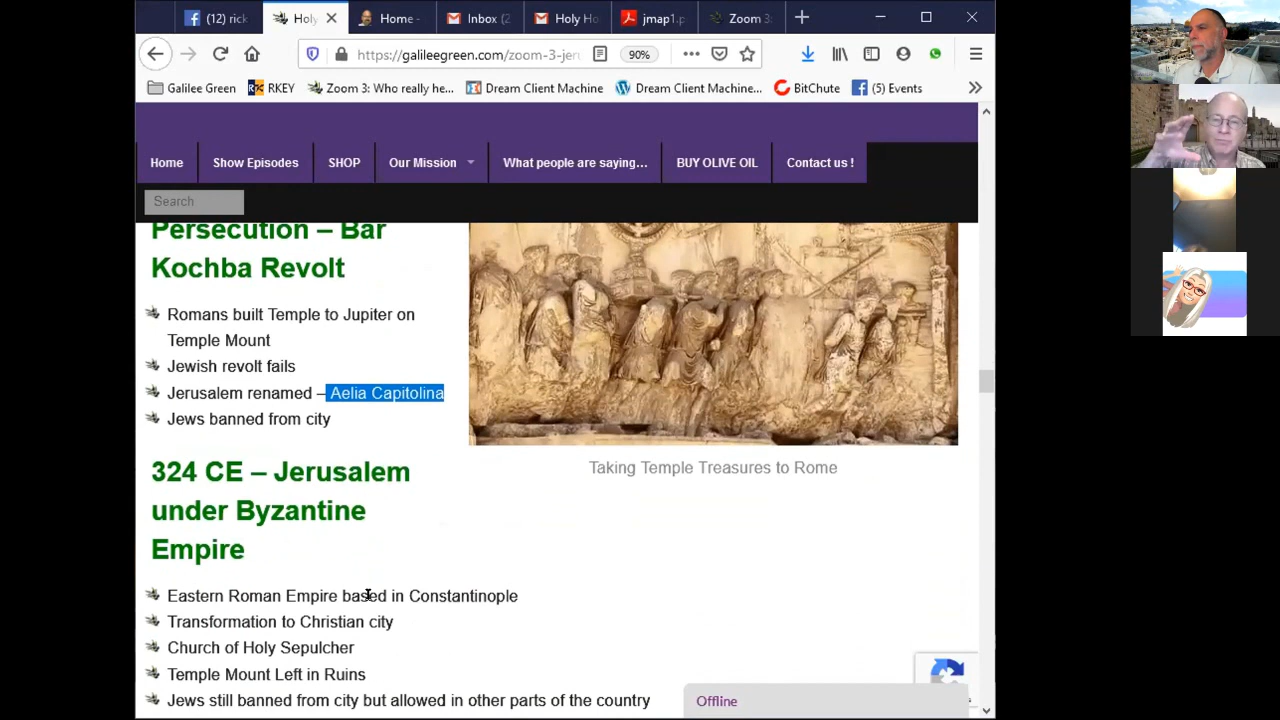 (12) rick
Holy
Home -
Inbox (2
Holy Ho
jmap1.p
Zoom 3:
https://galileegreen.com/zoom-3-jer
90%
Galilee Green
RKEY
Zoom 3: Who really he...
Dream Client Machine
Dream Client Machine...
BitChute
(5) Events
Home
Show Episodes
SHOP
Our Mission
What people are saying...
BUY OLIVE OIL
Contact us !
Search
Persecution – Bar
Kochba Revolt
Romans built Temple to Jupiter on
Temple Mount
Jewish revolt fails
Jerusalem renamed – Aelia Capitolina
Jews banned from city
Taking Temple Treasures to Rome
324 CE – Jerusalem
under Byzantine
Empire
Eastern Roman Empire based in Constantinople
Transformation to Christian city
Church of Holy Sepulcher
Temple Mount Left in Ruins
Jews still banned from city but allowed in other parts of the country
Offline